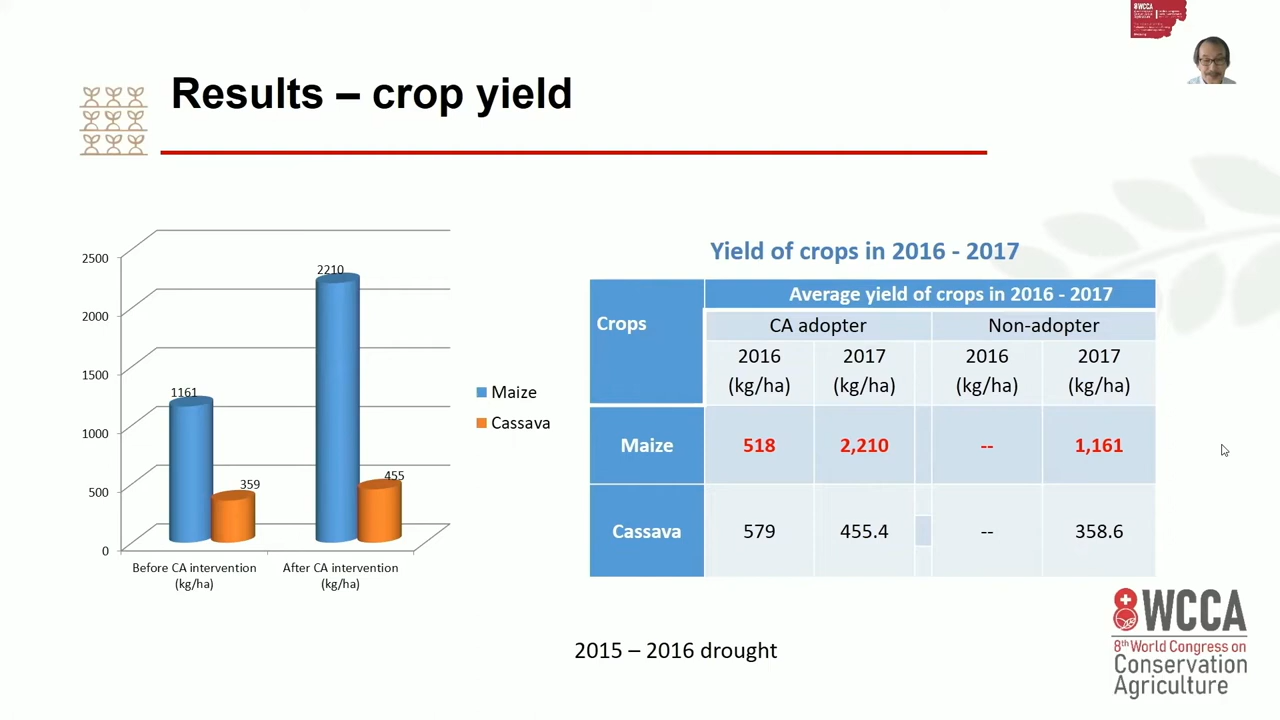 8WCCA
Results – crop yield
2500
2000
1500
1000
500
0
1161
359
2210
455
Before CA intervention
(kg/ha)
After CA intervention
(kg/ha)
Maize
Cassava
Yield of crops in 2016 - 2017
Crops
Average yield of crops in 2016 - 2017
CA adopter
Non-adopter
2016
(kg/ha)
2017
(kg/ha)
2016
(kg/ha)
2017
(kg/ha)
Maize
518
2,210
--
1,161
Cassava
579
455.4
--
358.6
2015 – 2016 drought
8WCCA
8th World Congress on
Conservation
Agriculture